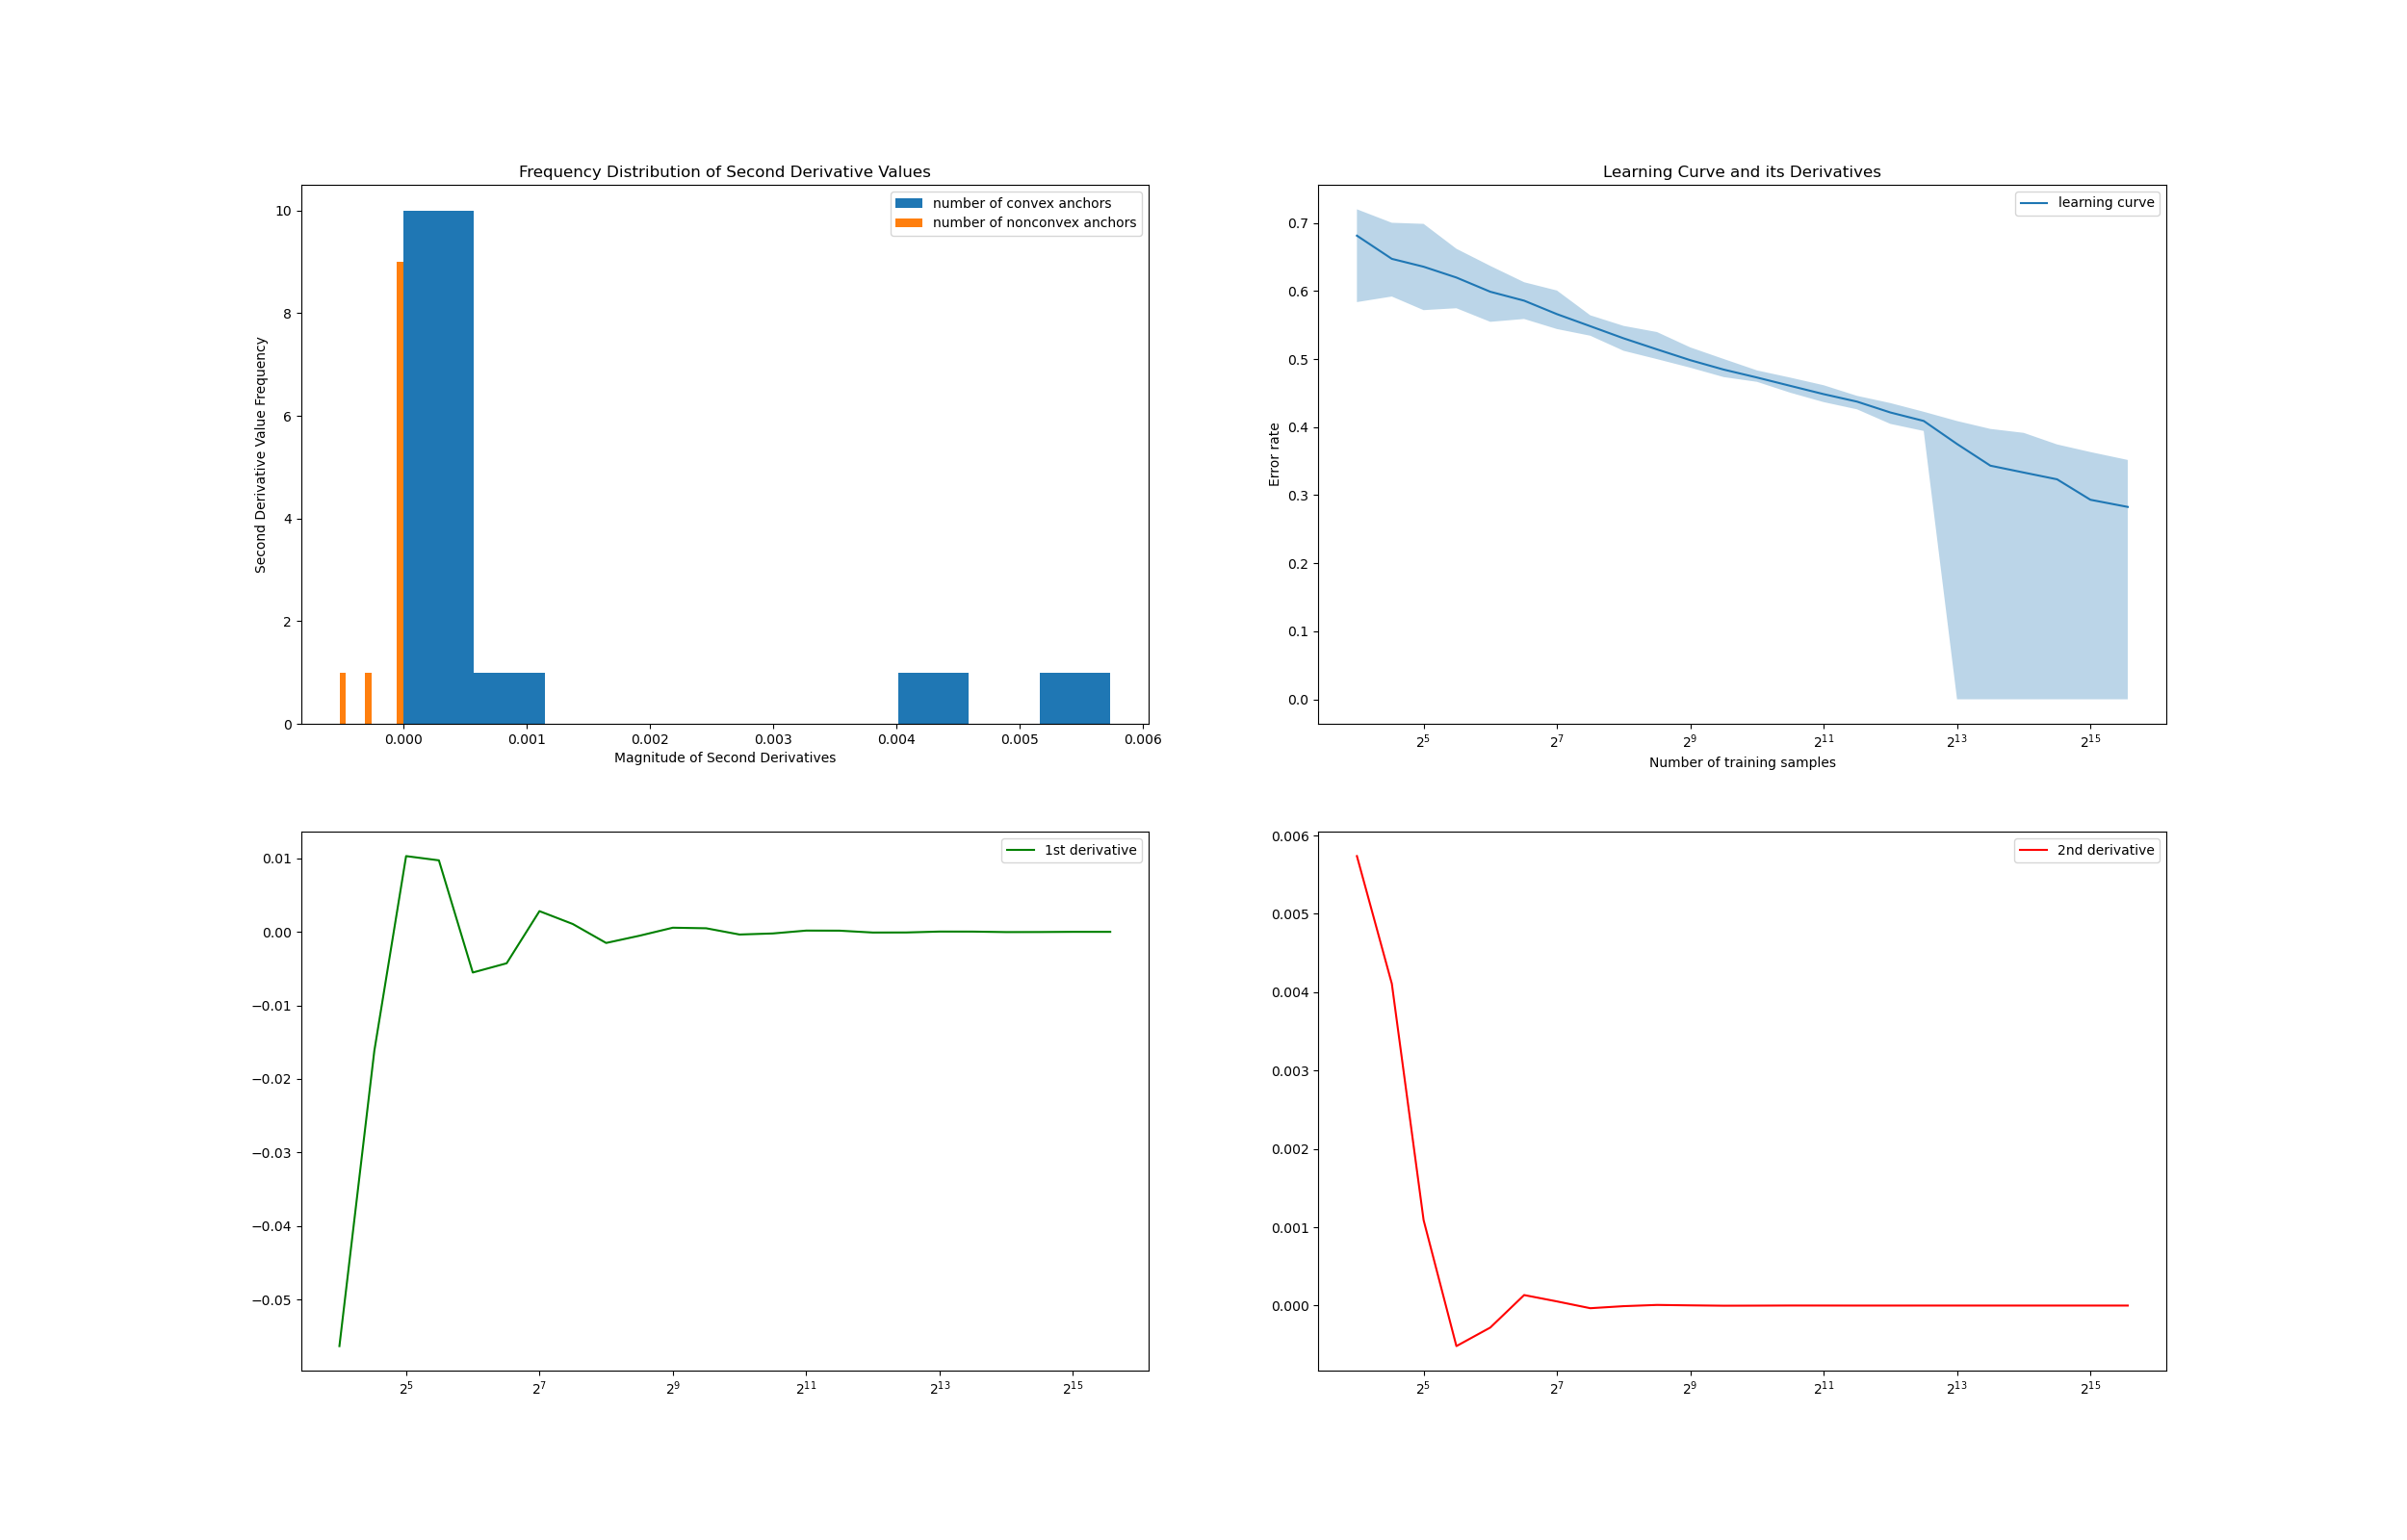 Frequency Distribution of Second Derivative Values
number of convex anchors
number of nonconvex anchors
Second Derivative Value Frequency
10
8
6
4
2
0
0.000 0.001 0.002 0.003 0.004 0.005 0.006
Magnitude of Second Derivatives
Learning Curve and its Derivatives
learning curve
Error rate
0.7
0.6
0.5
0.4
0.3
0.2
0.1
0.0
2^5 2^7 2^9 2^11 2^13 2^15
Number of training samples
1st derivative
0.01
0.00
−0.01
−0.02
−0.03
−0.04
−0.05
2^5 2^7 2^9 2^11 2^13 2^15
2nd derivative
0.006
0.005
0.004
0.003
0.002
0.001
0.000
2^5 2^7 2^9 2^11 2^13 2^15